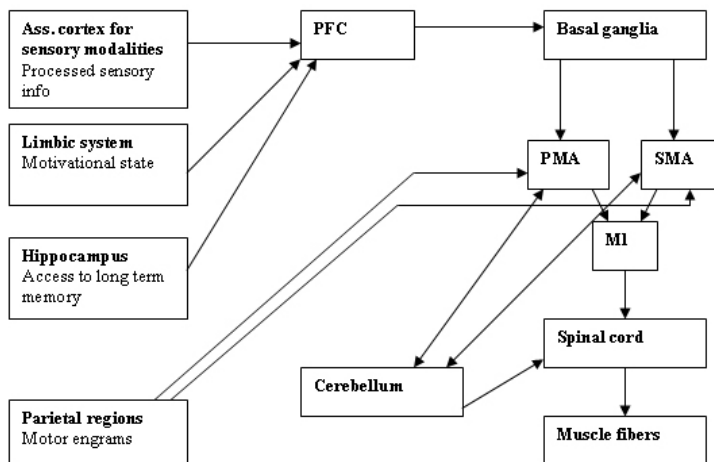 Ass. cortex for
sensory modalities
Processed sensory
info
PFC
Basal ganglia
Limbic system
Motivational state
PMA
SMA
Hippocampus
Access to long term
memory
M1
Spinal cord
Cerebellum
Parietal regions
Motor engrams
Muscle fibers